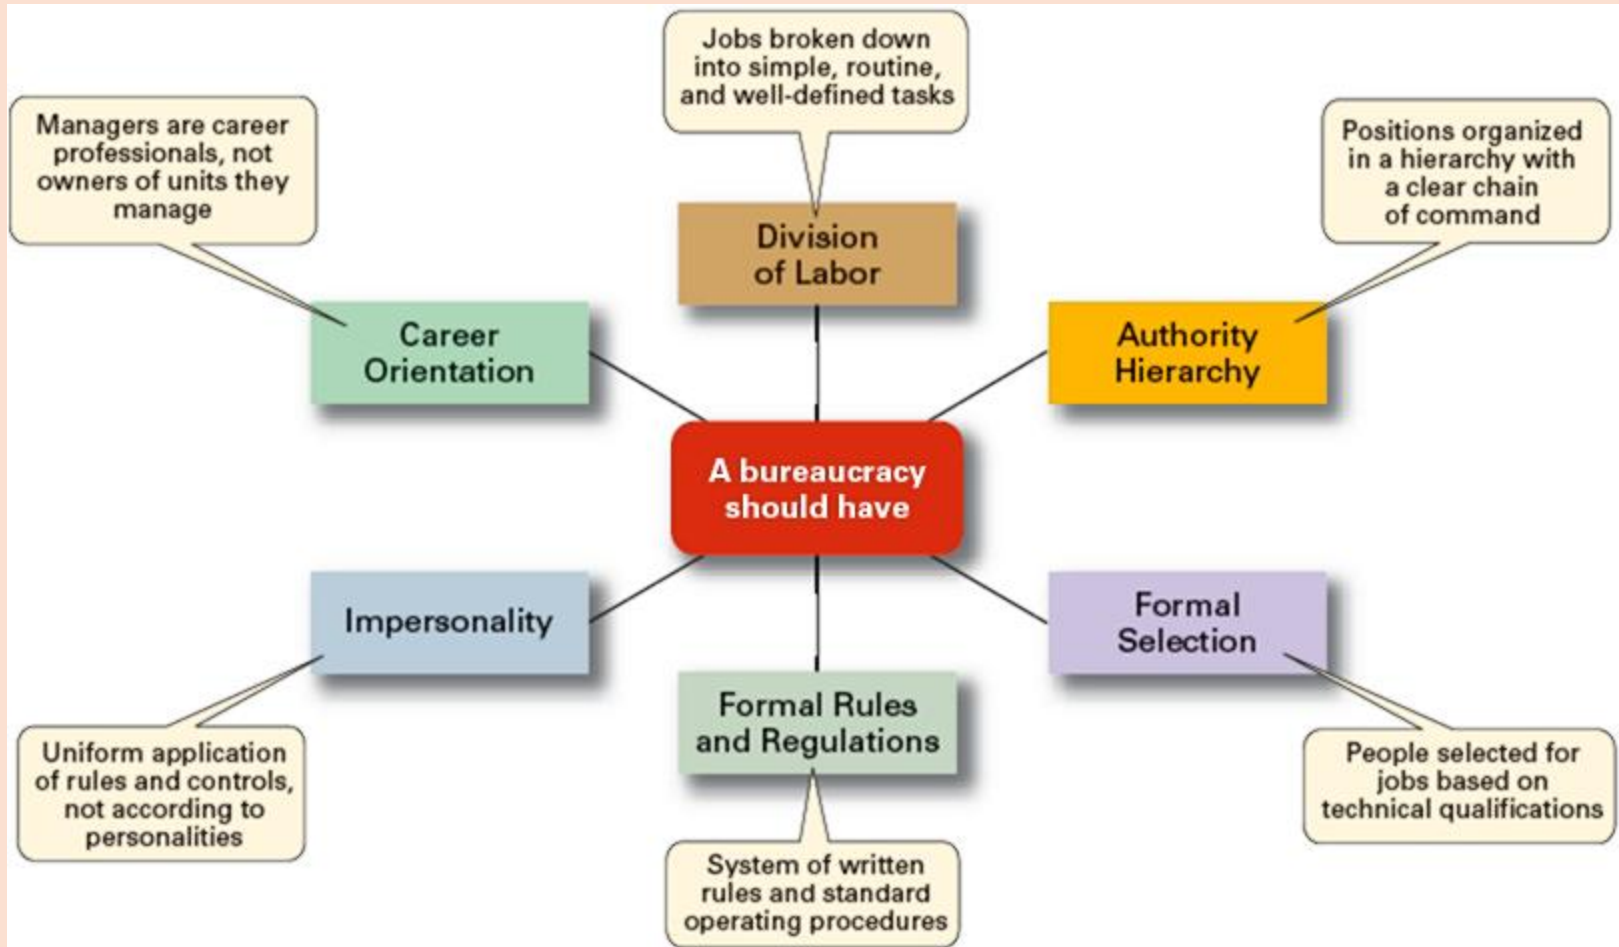 Jobs broken down
into simple, routine,
and well-defined tasks
Managers are career
professionals, not
owners of units they
manage
Positions organized
in a hierarchy with
a clear chain
of command
Division
of Labor
Career
Orientation
Authority
Hierarchy
A bureaucracy
should have
Impersonality
Formal
Selection
Formal Rules
and Regulations
Uniform application
of rules and controls,
not according to
personalities
People selected for
jobs based on
technical qualifications
System of written
rules and standard
operating procedures